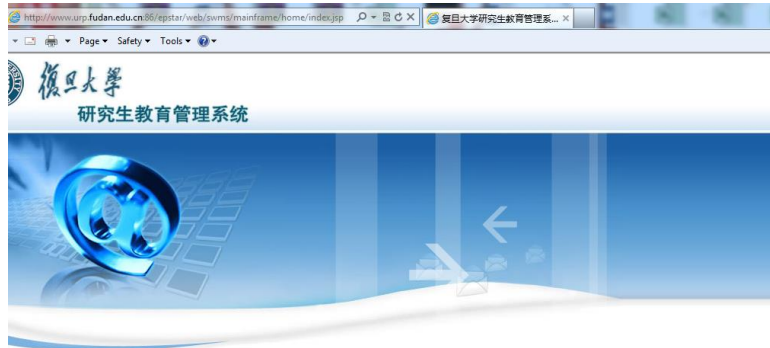 http://www.urp.fudan.edu.cn:86/epstar/web/swms/mainframe/home/index.jsp
复旦大学研究生教育管理系...
Page Safety Tools
復旦大學
研究生教育管理系统